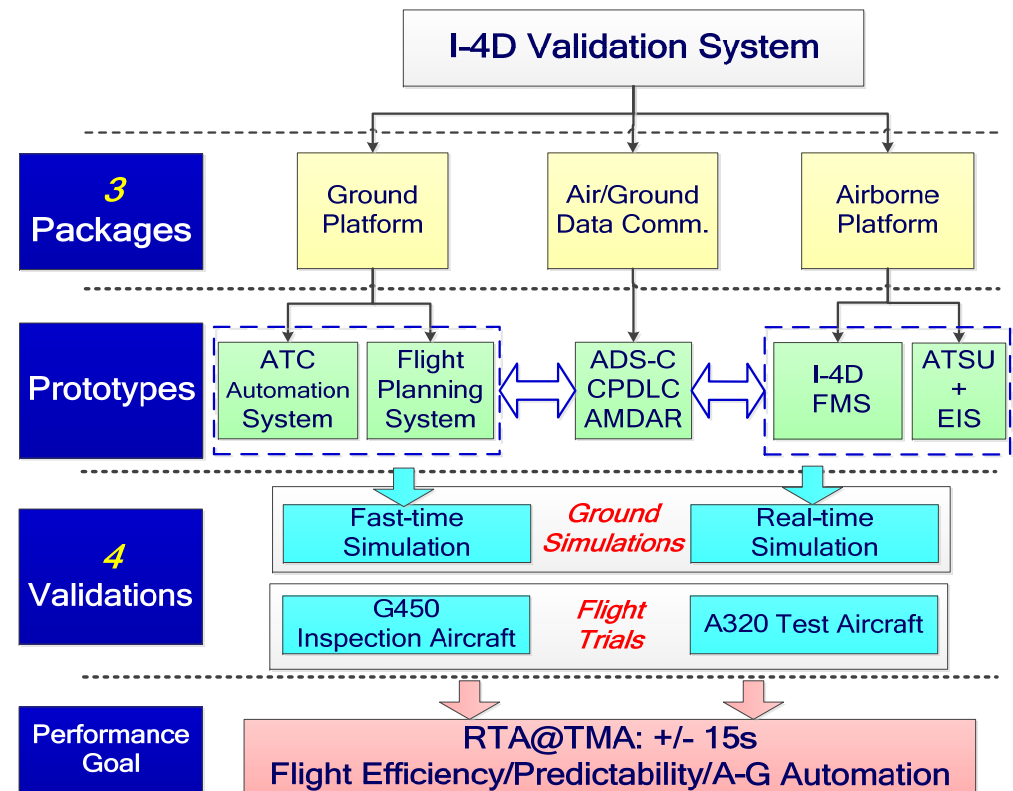 I-4D Validation System
3
Packages
Ground
Platform
Air/Ground
Data Comm.
Airborne
Platform
Prototypes
ATC
Automation
System
Flight
Planning
System
ADS-C
CPDLC
AMDAR
I-4D
FMS
ATSU
+
EIS
4
Validations
Fast-time
Simulation
Ground
Simulations
Real-time
Simulation
G450
Inspection Aircraft
Flight
Trials
A320 Test Aircraft
Performance
Goal
RTA@TMA: +/- 15s
Flight Efficiency/Predictability/A-G Automation